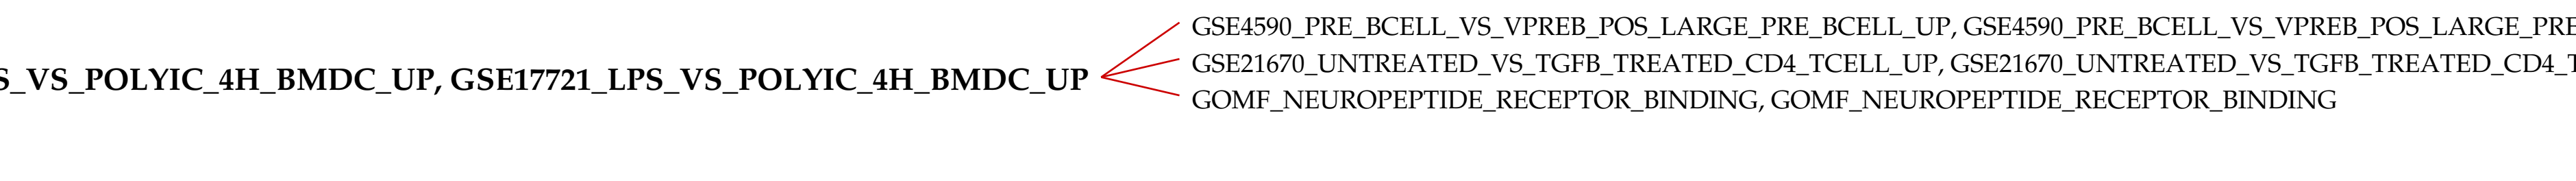 GSE4590_PRE_BCELL_VS_VPREB_POS_LARGE_PRE_BCELL_UP, GSE4590_PRE_BCELL_VS_VPREB_POS_LARGE_PRE
GSE21670_UNTREATED_VS_TGFB_TREATED_CD4_TCELL_UP, GSE21670_UNTREATED_VS_TGFB_TREATED_CD4_T
S_VS_POLYIC_4H_BMDC_UP, GSE17721_LPS_VS_POLYIC_4H_BMDC_UP
GOMF_NEUROPEPTIDE_RECEPTOR_BINDING, GOMF_NEUROPEPTIDE_RECEPTOR_BINDING